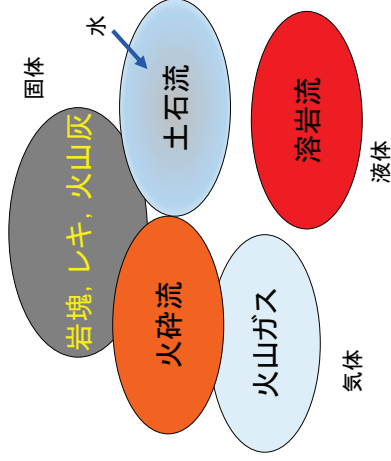 固体
水
岩塊, レキ, 火山灰
土石流
火砕流
溶岩流
火山ガス
液体
気体